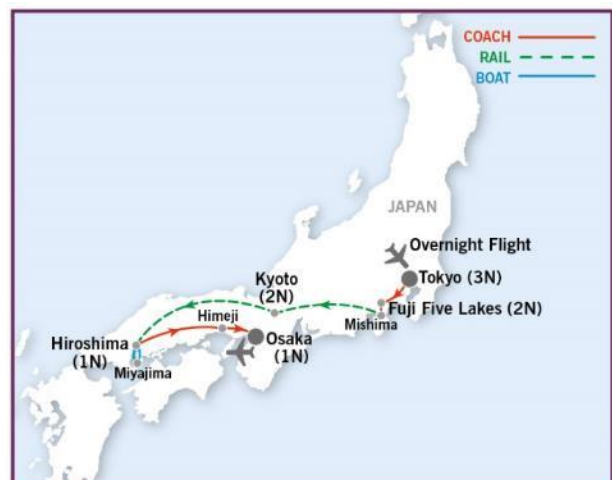 COACH
RAIL
BOAT
JAPAN
Overnight Flight
Tokyo (3N)
Fuji Five Lakes (2N)
Mishima
Kyoto
(2N)
Himeji
Hiroshima
(1N)
Miyajima
Osaka
(1N)